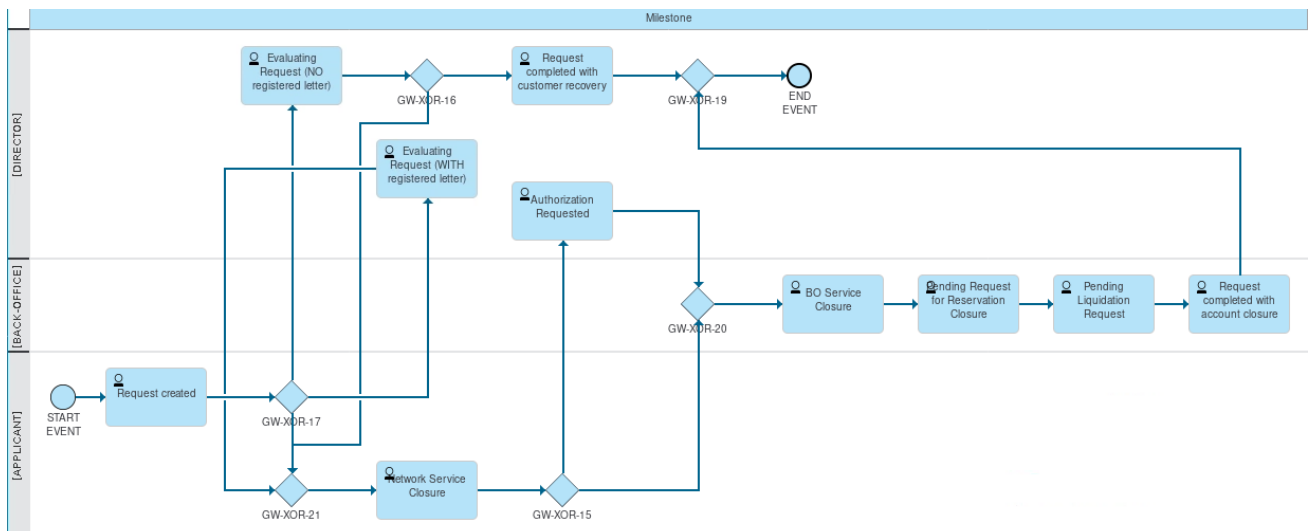 Milestone
[DIRECTOR]
Evaluating
Request (NO
registered letter)
GW-XOR-16
Request
completed with
customer recovery
GW-XOR-19
END
EVENT
Evaluating
Request (WITH
registered letter)
Authorization
Requested
[BACK-OFFICE]
GW-XOR-20
BO Service
Closure
Pending Request
for Reservation
Closure
Pending
Liquidation
Request
Request
completed with
account closure
[APPLICANT]
START
EVENT
Request created
GW-XOR-17
GW-XOR-21
Network Service
Closure
GW-XOR-15